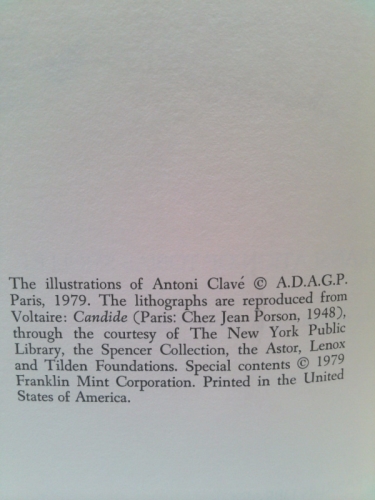 The illustrations of Antoni Clavé © A.D.A.G.P.
Paris, 1979. The lithographs are reproduced from
Voltaire: Candide (Paris: Chez Jean Porson, 1948),
through the courtesy of The New York Public
Library, the Spencer Collection, the Astor, Lenox
and Tilden Foundations. Special contents © 1979
Franklin Mint Corporation. Printed in the United
States of America.